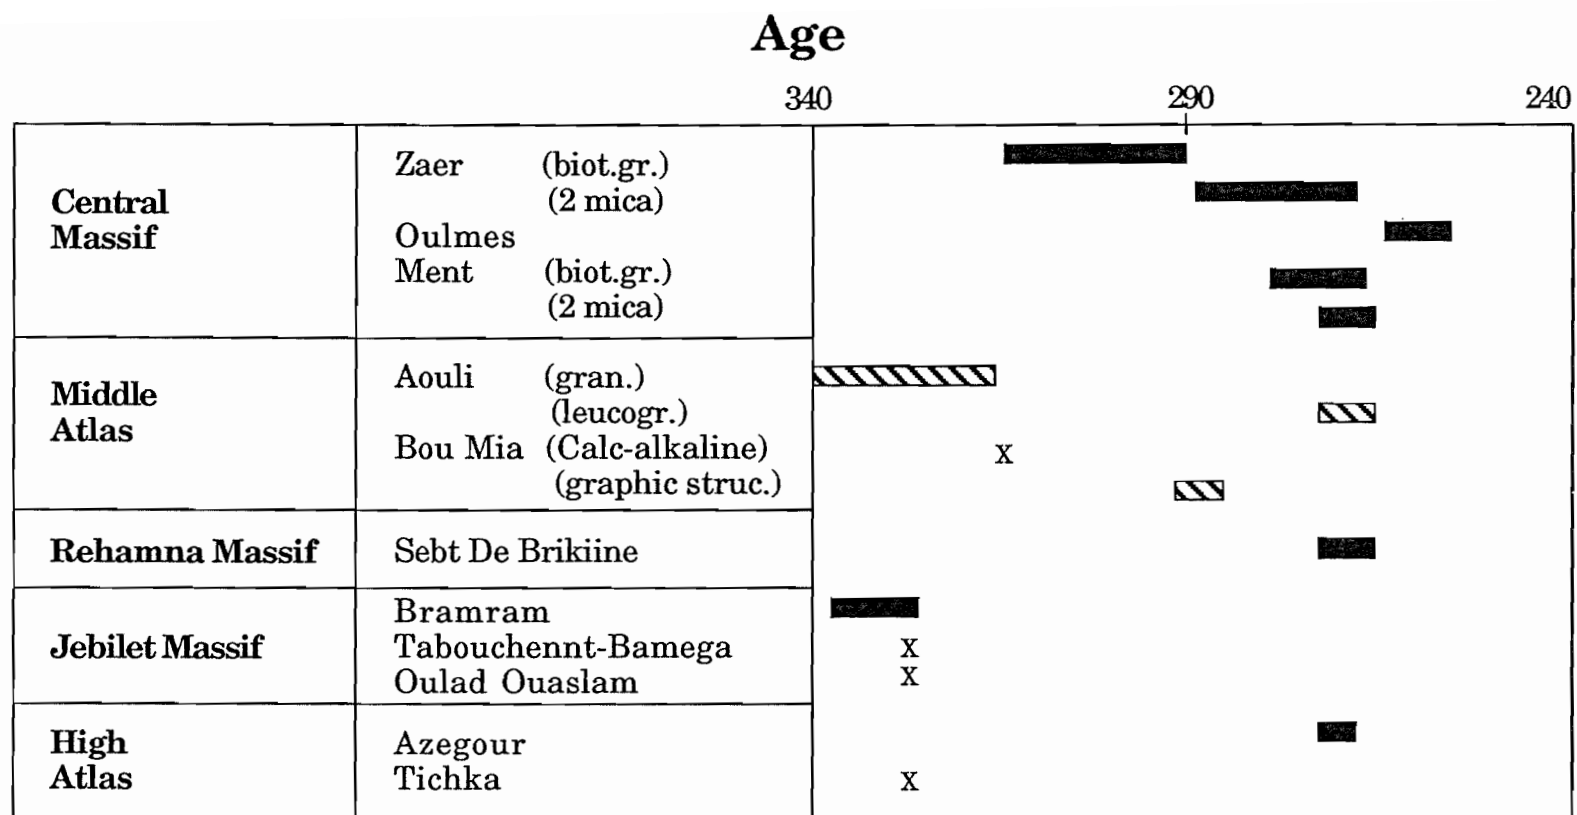 Age
340 290 240
Central
Massif
Zaer (biot.gr.)
(2 mica)
Oulmes
Ment (biot.gr.)
(2 mica)
Middle
Atlas
Aouli (gran.)
(leucogr.)
Bou Mia (Calc-alkaline) x
(graphic struc.)
Rehamna Massif Sebt De Brikiine
Jebilet Massif
Bramram
Tabouchennt-Bamega x
Oulad Ouaslam x
High
Atlas
Azegour
Tichka x